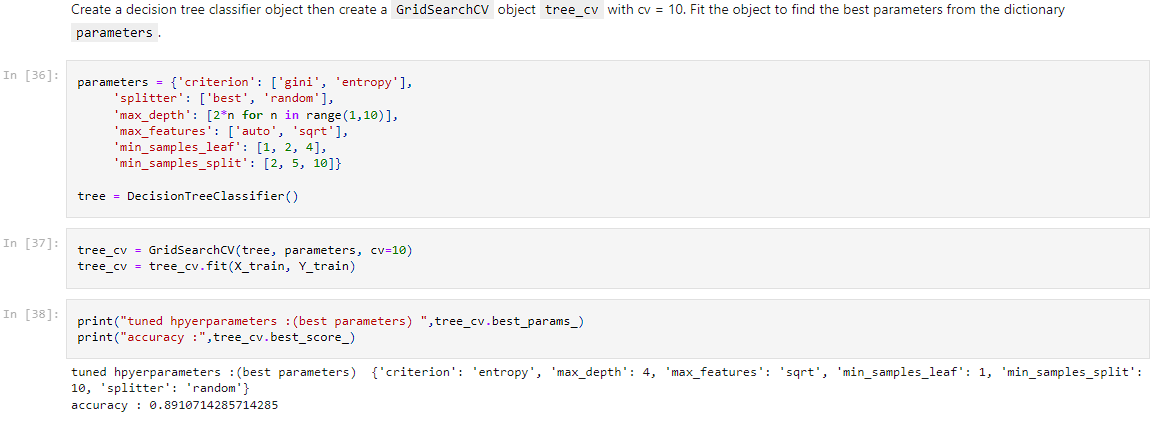 Create a decision tree classifier object then create a GridSearchCV object tree_cv with cv = 10. Fit the object to find the best parameters from the dictionary
parameters .
In [36]:
parameters = {'criterion': ['gini', 'entropy'],
     'splitter': ['best', 'random'],
     'max_depth': [2*n for n in range(1,10)],
     'max_features': ['auto', 'sqrt'],
     'min_samples_leaf': [1, 2, 4],
     'min_samples_split': [2, 5, 10]}
tree = DecisionTreeClassifier()
In [37]:
tree_cv = GridSearchCV(tree, parameters, cv=10)
tree_cv = tree_cv.fit(X_train, Y_train)
In [38]:
print("tuned hpyerparameters :(best parameters) ",tree_cv.best_params_)
print("accuracy :",tree_cv.best_score_)
tuned hpyerparameters :(best parameters)  {'criterion': 'entropy', 'max_depth': 4, 'max_features': 'sqrt', 'min_samples_leaf': 1, 'min_samples_split':
10, 'splitter': 'random'}
accuracy : 0.8910714285714285